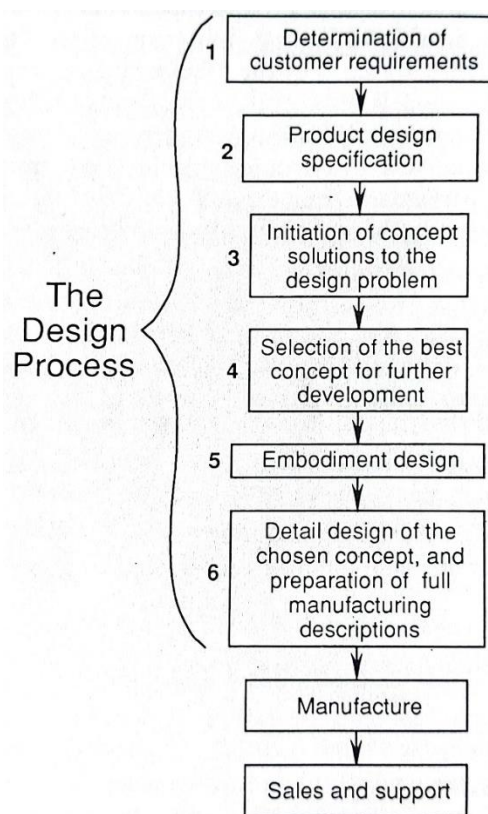 The
Design
Process
1
Determination of
customer requirements
2
Product design
specification
3
Initiation of concept
solutions to the
design problem
4
Selection of the best
concept for further
development
5
Embodiment design
6
Detail design of the
chosen concept, and
preparation of full
manufacturing
descriptions
Manufacture
Sales and support